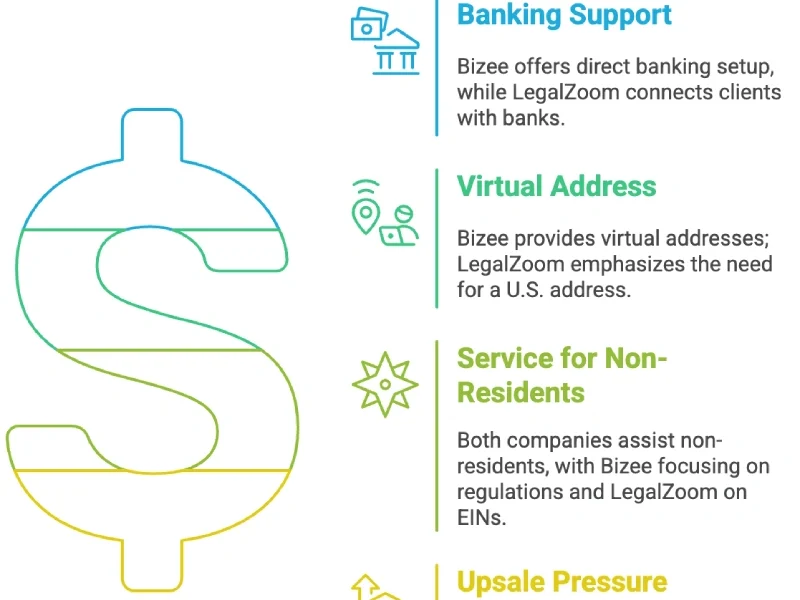 Banking Support
Bizee offers direct banking setup,
while LegalZoom connects clients
with banks.
Virtual Address
Bizee provides virtual addresses;
LegalZoom emphasizes the need
for a U.S. address.
Service for Non-
Residents
Both companies assist non-
residents, with Bizee focusing on
regulations and LegalZoom on
EINs.
Upsale Pressure